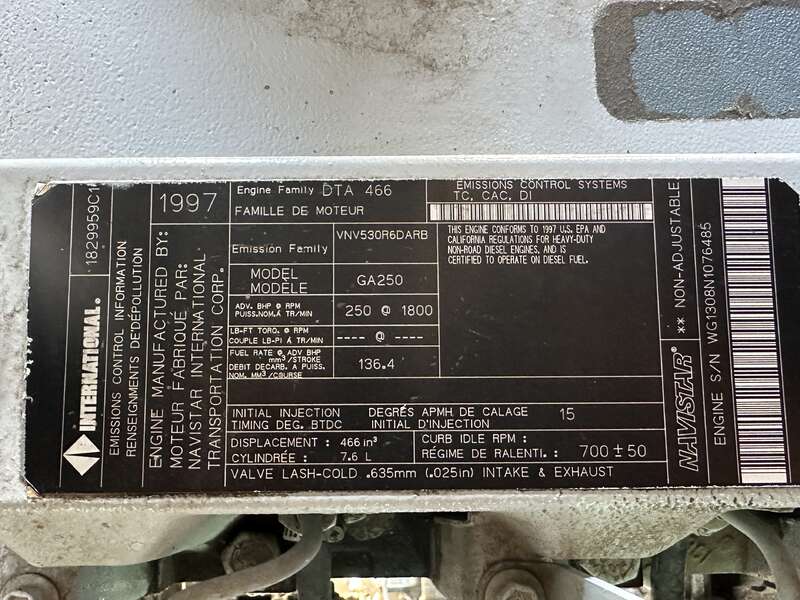 1829959C1
INTERNATIONAL®
EMISSIONS CONTROL INFORMATION
RENSEIGNMENTS DE DÉPOLLUTION
ENGINE MANUFACTURED BY:
MOTEUR FABRIQUÉ PAR:
NAVISTAR INTERNATIONAL
TRANSPORTATION CORP.
1997
Engine Family DTA 466
FAMILLE DE MOTEUR
EMISSIONS CONTROL SYSTEMS
TC, CAC, DI
Emission Family VNV530R6DARB
MODEL
MODÈLE
GA250
ADV. BHP @ RPM
PUISS.NOM.Á TR/MIN
250 @ 1800
LB-FT TORQ. @ RPM
COUPLE LB-PI Á TR/MIN
---- @ ----
FUEL RATE @ ADV BHP
mm³/STROKE
DEBIT DECARB. A PUISS.
NOM. MM³/COURSE
136.4
THIS ENGINE CONFORMS TO 1997 U.S. EPA AND
CALIFORNIA REGULATIONS FOR HEAVY-DUTY
NON-ROAD DIESEL ENGINES, AND IS
CERTIFIED TO OPERATE ON DIESEL FUEL.
INITIAL INJECTION DEGRÉS APMH DE CALAGE 15
TIMING DEG. BTDC INITIAL D'INJECTION
DISPLACEMENT : 466 in³
CYLINDRÉE : 7.6 L
CURB IDLE RPM :
RÉGIME DE RALENTI. : 700 ±50
VALVE LASH-COLD .635mm (.025in) INTAKE & EXHAUST
** NON-ADJUSTABLE
NAVISTAR®
ENGINE S/N WG1308N1076485